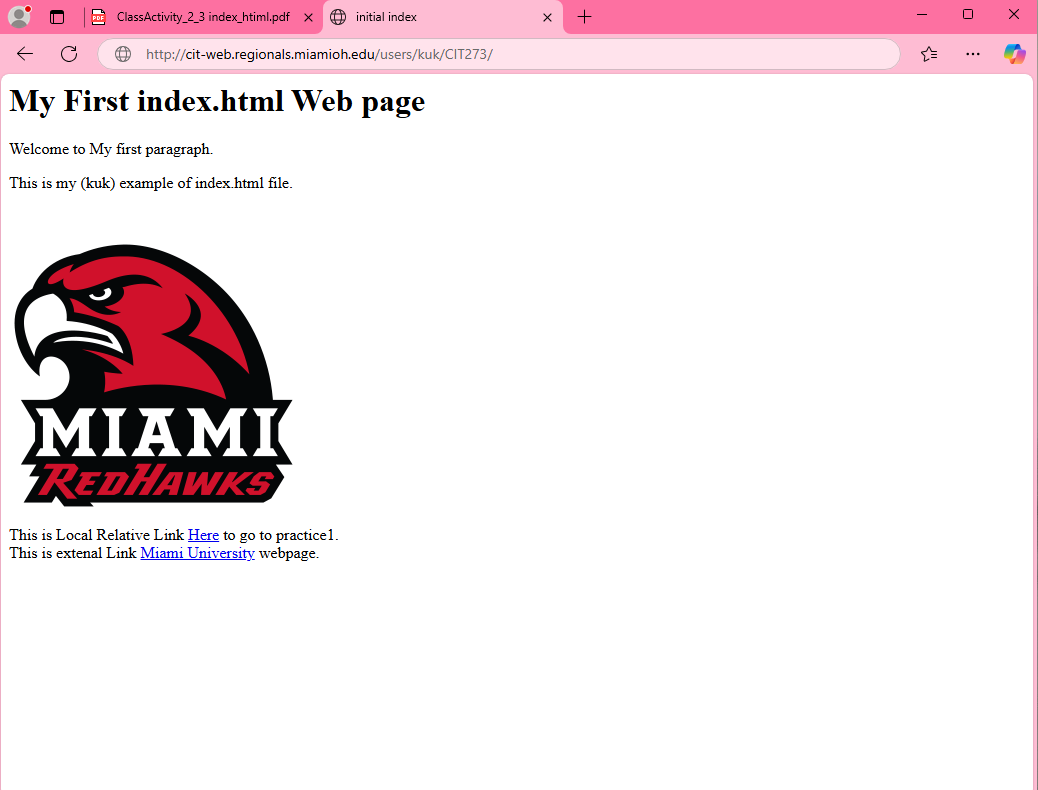 ClassActivity_2_3 index_html.pdf
initial index
http://cit-web.regionals.miamioh.edu/users/kuk/CIT273/
My First index.html Web page
Welcome to My first paragraph.
This is my (kuk) example of index.html file.
MIAMI
REDHAWKS
This is Local Relative Link Here to go to practice1.
This is extenal Link Miami University webpage.